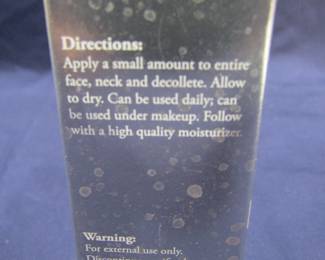 Directions:
Apply a small amount to entire
face, neck and decollete. Allow
to dry. Can be used daily; can
be used under makeup. Follow
with a high quality moisturizer.
Warning:
For external use only.